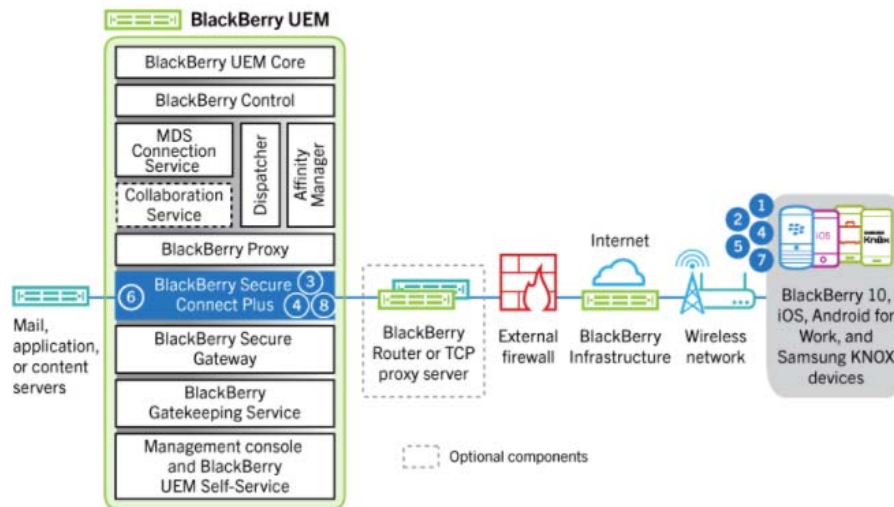 BlackBerry UEM
BlackBerry UEM Core
BlackBerry Control
MDS
Connection
Service
Collaboration
Service
Dispatcher
Affinity
Manager
BlackBerry Proxy
6
BlackBerry Secure
Connect Plus
3
4
8
BlackBerry Secure
Gateway
BlackBerry
Gatekeeping Service
Management console
and BlackBerry
UEM Self-Service
Mail,
application,
or content
servers
BlackBerry
Router or TCP
proxy server
External
firewall
Internet
BlackBerry
Infrastructure
Wireless
network
1
2
4
5
7
iOS
SAMSUNG
KNOX
BlackBerry 10,
iOS, Android for
Work, and
Samsung KNOX
devices
Optional components